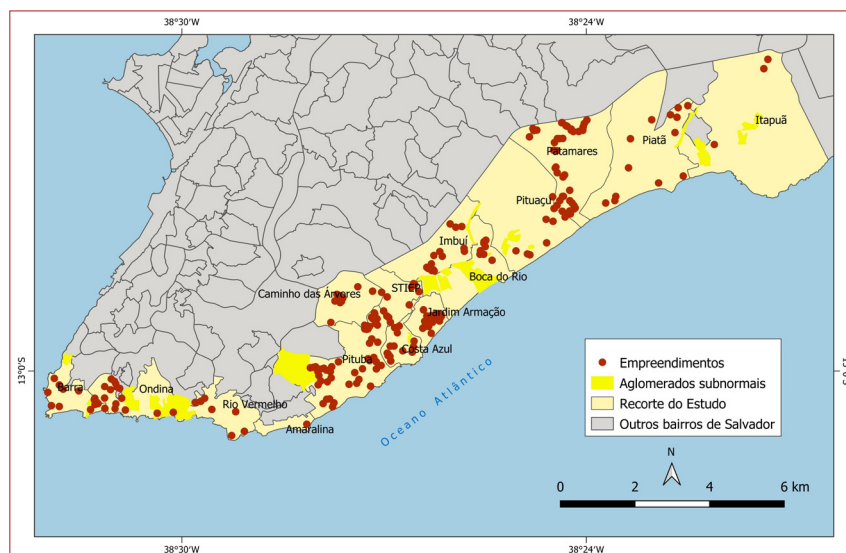 38°30'W
38°24'W
Itapuã
Piatã
Patamares
Pituaçu
Imbuí
Boca do Rio
STIEP
Caminho das Árvores
Jardim Armação
Costa Azul
Pituba
13°0'S
13°0'S
Barra
Ondina
Rio Vermelho
Amaralina
Oceano Atlântico
Empreendimentos
Aglomerados subnormais
Recorte do Estudo
Outros bairros de Salvador
N
0 2 4 6 km
38°30'W
38°24'W